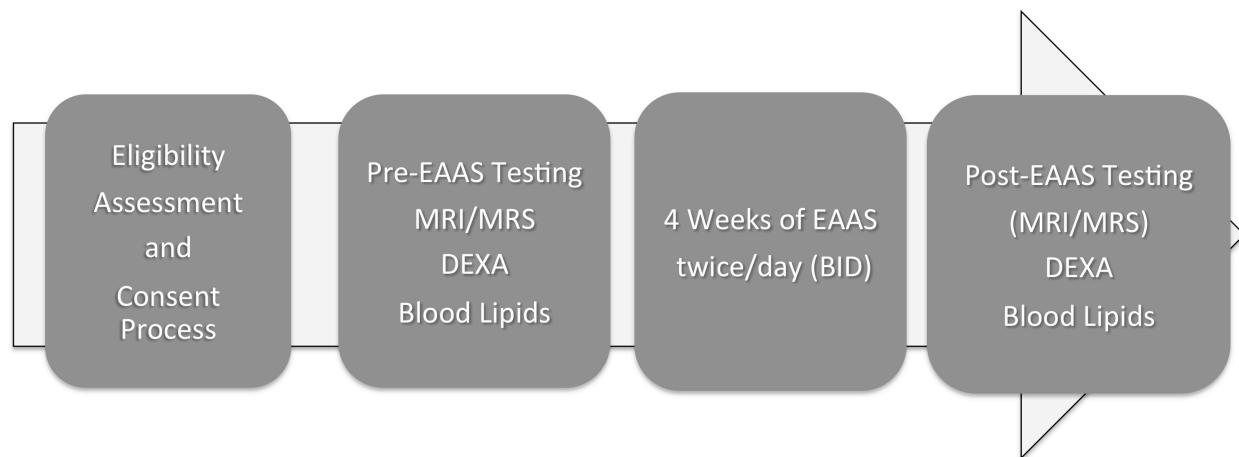 Eligibility
Assessment
and
Consent
Process
Pre-EAAS Testing
MRI/MRS
DEXA
Blood Lipids
4 Weeks of EAAS
twice/day (BID)
Post-EAAS Testing
(MRI/MRS)
DEXA
Blood Lipids